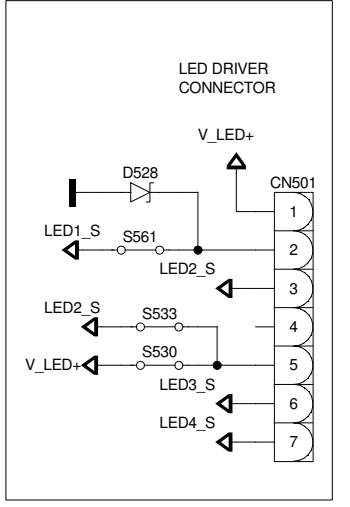 LED DRIVER
CONNECTOR
V_LED+
D528
CN501
1
LED1_S
S561
2
LED2_S
3
LED2_S
S533
4
V_LED+
S530
5
LED3_S
6
LED4_S
7